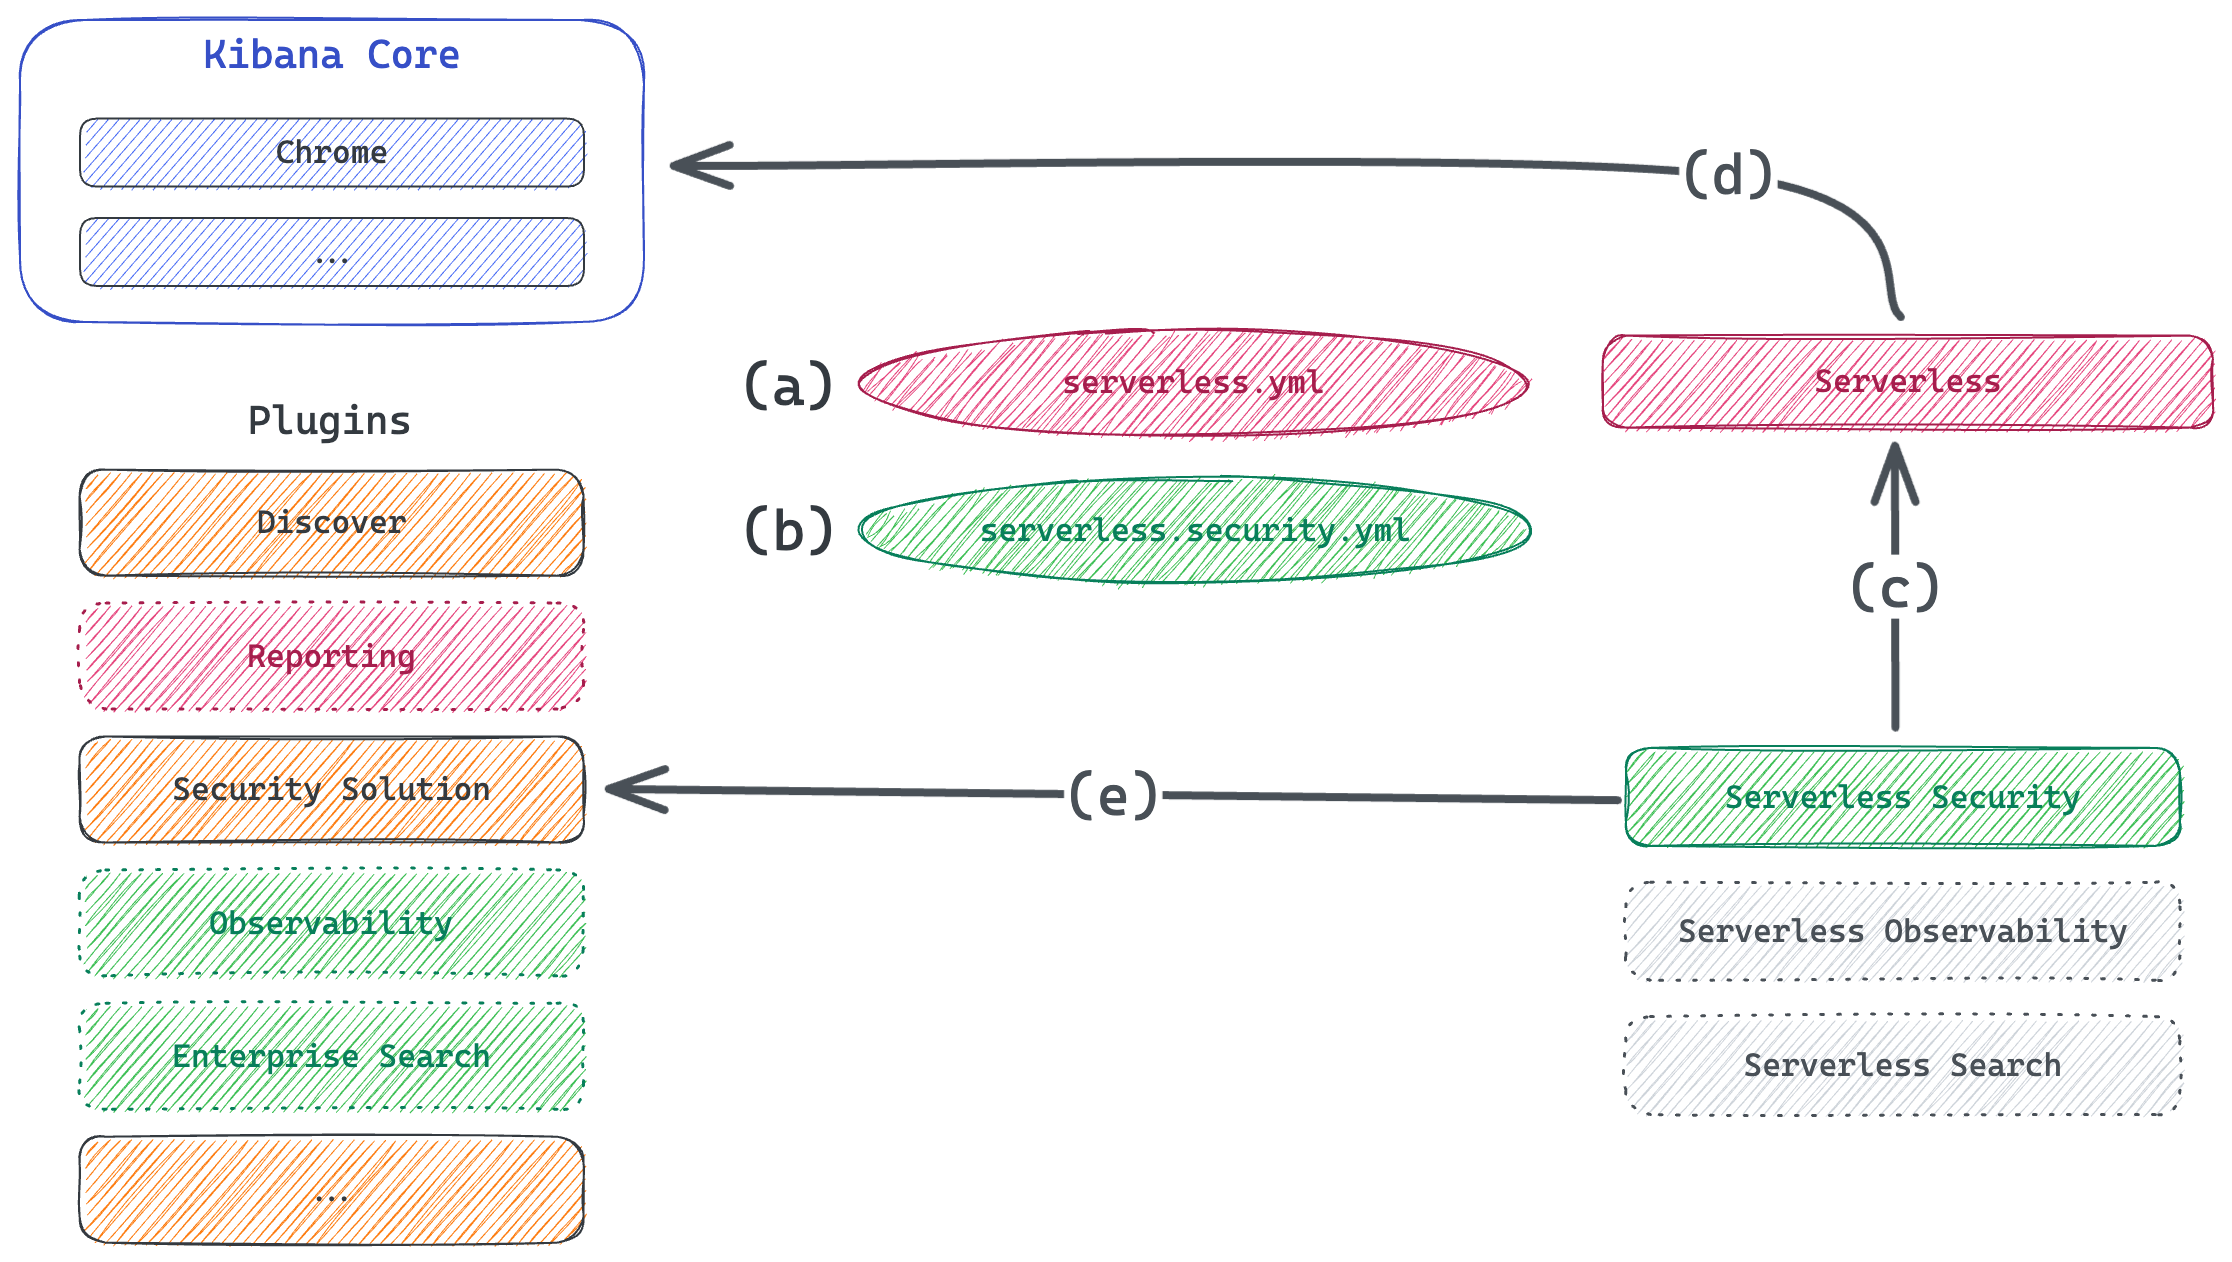 Kibana Core
Chrome
...
(d)
(a)
serverless.yml
Serverless
Plugins
(b)
serverless.security.yml
Discover
(c)
Reporting
Security Solution
(e)
Serverless Security
Observability
Serverless Observability
Enterprise Search
Serverless Search
...